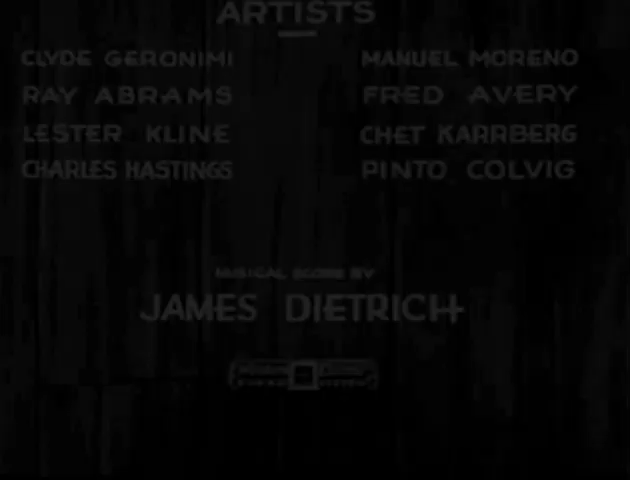 ARTISTS
CLYDE GERONIMI MANUEL MORENO
RAY ABRAMS FRED AVERY
LESTER KLINE CHET KARRBERG
CHARLES HASTINGS PINTO COLVIG
MUSICAL SCORE BY
JAMES DIETRICH